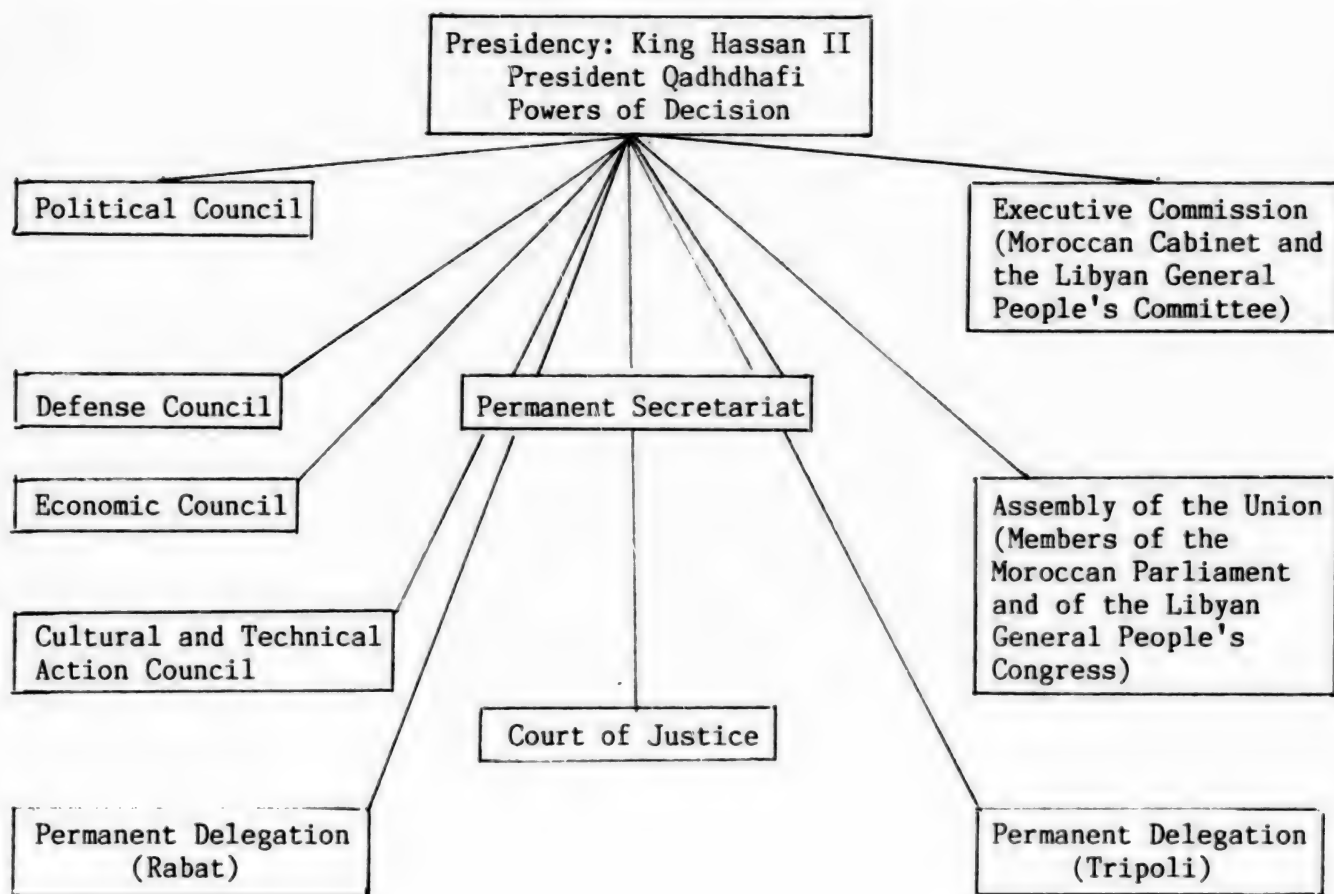 Presidency: King Hassan II
President Qadhdhafi
Powers of Decision
Political Council
Executive Commission
(Moroccan Cabinet and
the Libyan General
People's Committee)
Defense Council
Permanent Secretariat
Economic Council
Assembly of the Union
(Members of the
Moroccan Parliament
and of the Libyan
General People's
Congress)
Cultural and Technical
Action Council
Court of Justice
Permanent Delegation
(Rabat)
Permanent Delegation
(Tripoli)